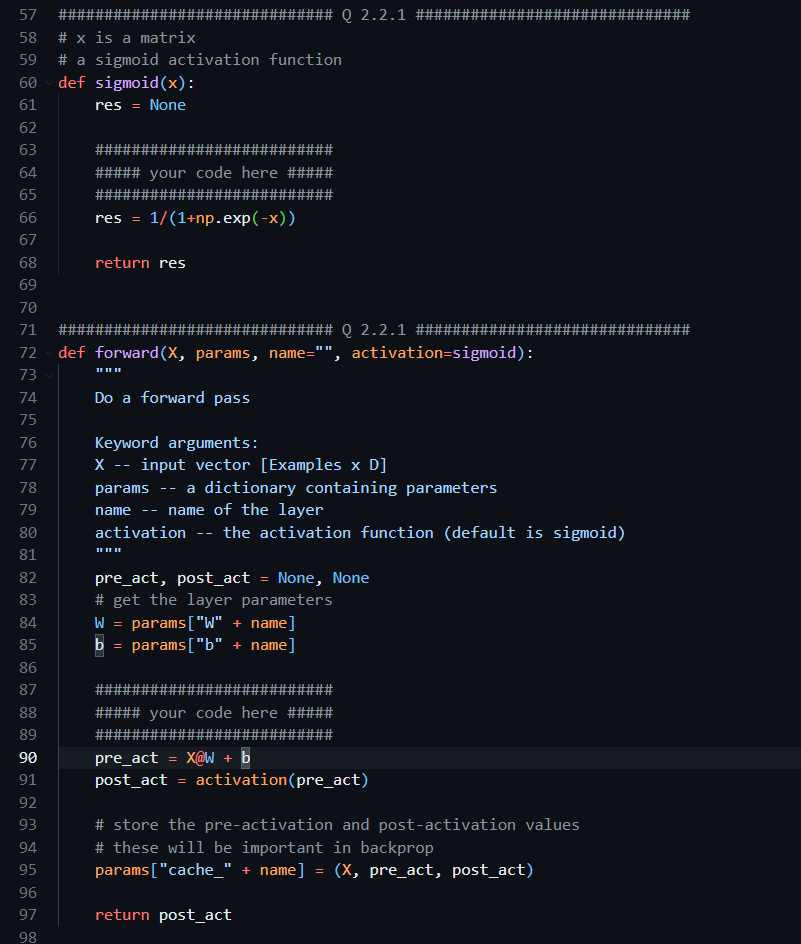 57 ############################## Q 2.2.1 ##############################
58 # x is a matrix
59 # a sigmoid activation function
60 def sigmoid(x):
61     res = None
62
63     ##########################
64     ##### your code here #####
65     ##########################
66     res = 1/(1+np.exp(-x))
67
68     return res
69
70
71 ############################## Q 2.2.1 ##############################
72 def forward(X, params, name="", activation=sigmoid):
73     """
74     Do a forward pass
75
76     Keyword arguments:
77     X -- input vector [Examples x D]
78     params -- a dictionary containing parameters
79     name -- name of the layer
80     activation -- the activation function (default is sigmoid)
81     """
82     pre_act, post_act = None, None
83     # get the layer parameters
84     W = params["W" + name]
85     b = params["b" + name]
86
87     ##########################
88     ##### your code here #####
89     ##########################
90     pre_act = X@W + b
91     post_act = activation(pre_act)
92
93     # store the pre-activation and post-activation values
94     # these will be important in backprop
95     params["cache_" + name] = (X, pre_act, post_act)
96
97     return post_act
98